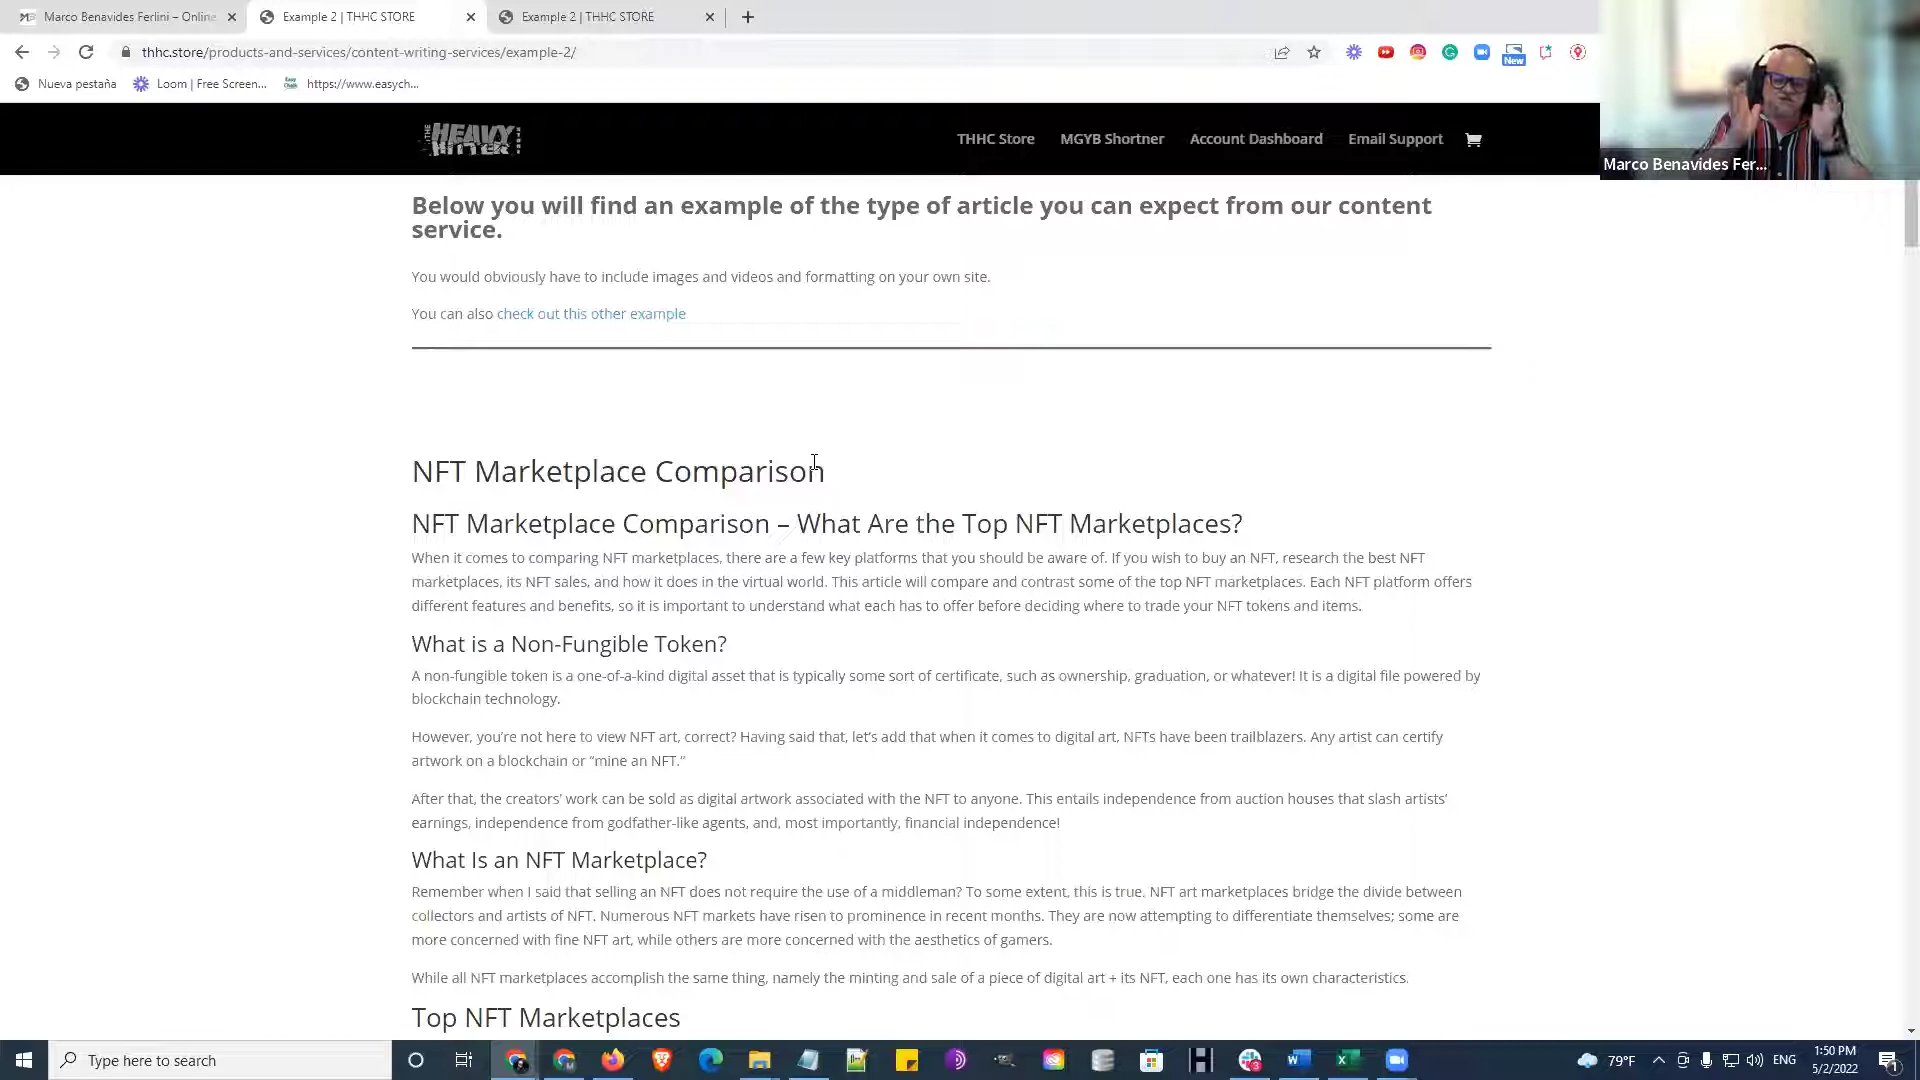 Marco Benavides Ferlini – Online
Example 2 | THHC STORE
Example 2 | THHC STORE
thhc.store/products-and-services/content-writing-services/example-2/
New
Nueva pestaña
Loom | Free Screen...
https://www.easych...
THE HEAVY HITTER STORE
THHC Store
MGYB Shortner
Account Dashboard
Email Support
Marco Benavides Fer...
Below you will find an example of the type of article you can expect from our content
service.
You would obviously have to include images and videos and formatting on your own site.
You can also check out this other example
NFT Marketplace Comparison
NFT Marketplace Comparison – What Are the Top NFT Marketplaces?
When it comes to comparing NFT marketplaces, there are a few key platforms that you should be aware of. If you wish to buy an NFT, research the best NFT
marketplaces, its NFT sales, and how it does in the virtual world. This article will compare and contrast some of the top NFT marketplaces. Each NFT platform offers
different features and benefits, so it is important to understand what each has to offer before deciding where to trade your NFT tokens and items.
What is a Non-Fungible Token?
A non-fungible token is a one-of-a-kind digital asset that is typically some sort of certificate, such as ownership, graduation, or whatever! It is a digital file powered by
blockchain technology.
However, you’re not here to view NFT art, correct? Having said that, let’s add that when it comes to digital art, NFTs have been trailblazers. Any artist can certify
artwork on a blockchain or “mine an NFT.”
After that, the creators’ work can be sold as digital artwork associated with the NFT to anyone. This entails independence from auction houses that slash artists’
earnings, independence from godfather-like agents, and, most importantly, financial independence!
What Is an NFT Marketplace?
Remember when I said that selling an NFT does not require the use of a middleman? To some extent, this is true. NFT art marketplaces bridge the divide between
collectors and artists of NFT. Numerous NFT markets have risen to prominence in recent months. They are now attempting to differentiate themselves; some are
more concerned with fine NFT art, while others are more concerned with the aesthetics of gamers.
While all NFT marketplaces accomplish the same thing, namely the minting and sale of a piece of digital art + its NFT, each one has its own characteristics.
Top NFT Marketplaces
Type here to search
79°F
ENG
1:50 PM
5/2/2022